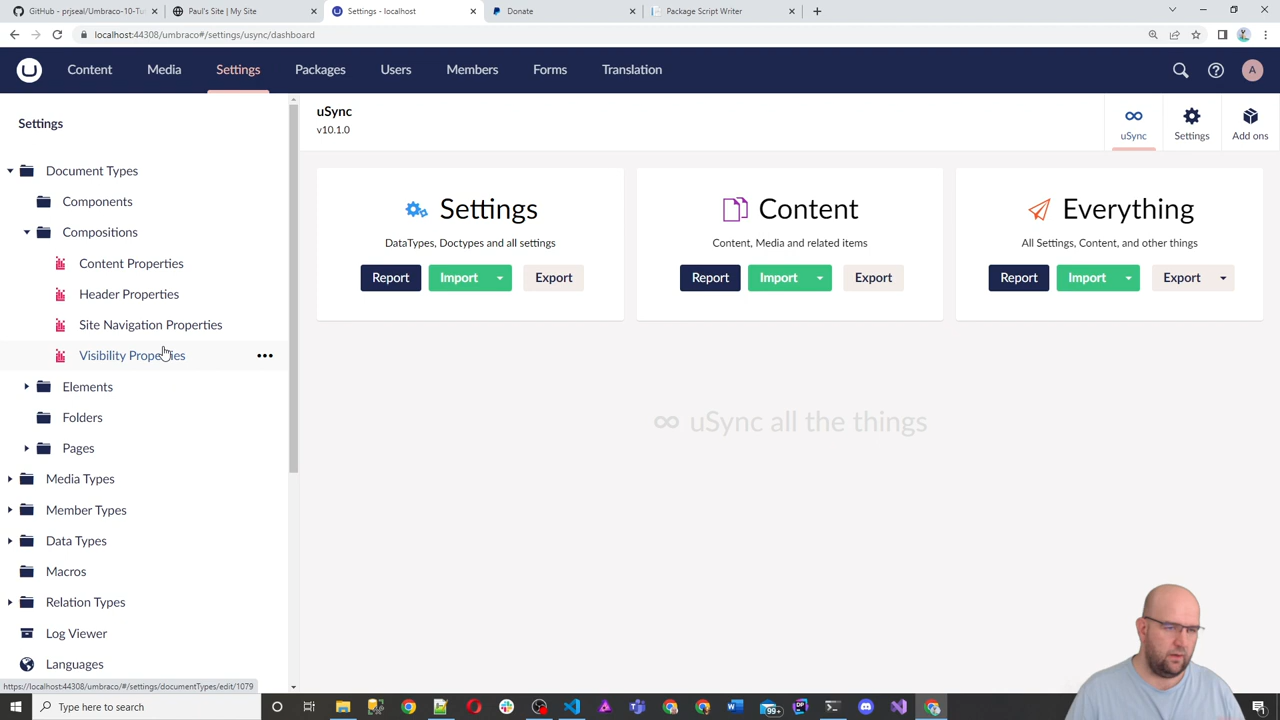 GitHub - prjseal/Umbraco-10-Tu
Paul's Site | My Site
Settings - localhost
Donate
Package Script Writer
localhost:44308/umbraco#/settings/usync/dashboard
Content
Media
Settings
Packages
Users
Members
Forms
Translation
A
Settings
Document Types
Components
Compositions
Content Properties
Header Properties
Site Navigation Properties
Visibility Properties
Elements
Folders
Pages
Media Types
Member Types
Data Types
Macros
Relation Types
Log Viewer
Languages
https://localhost:44308/umbraco/#/settings/documentTypes/edit/1079
uSync
v10.1.0
uSync
Settings
Add ons
Settings
DataTypes, Doctypes and all settings
Report
Import
Export
Content
Content, Media and related items
Report
Import
Export
Everything
All Settings, Content, and other things
Report
Import
Export
uSync all the things
Type here to search
99+